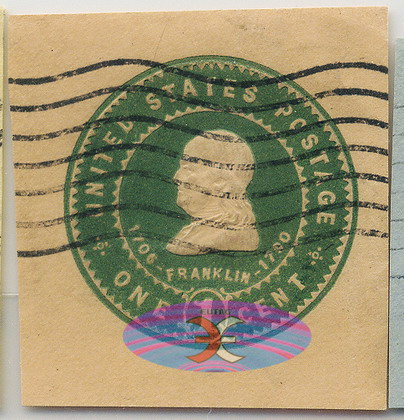 UNITED STATES POSTAGE
1706 - FRANKLIN - 1790
ONE CENT